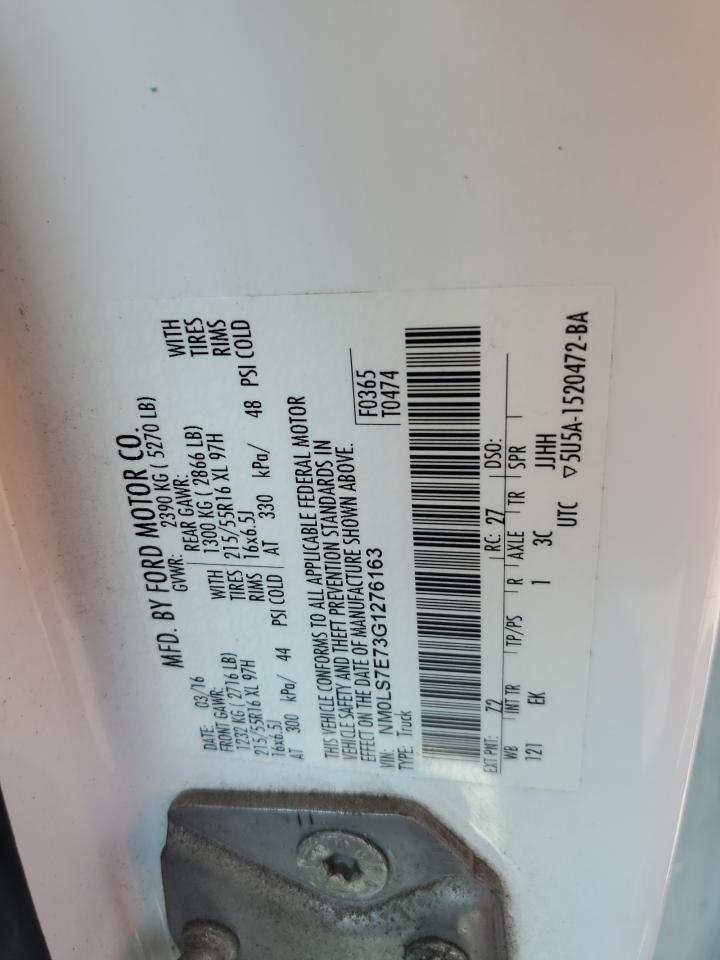 MFD. BY FORD MOTOR CO.
DATE: 03/16 GVWR: 2390 KG ( 5270 LB)
FRONT GAWR: REAR GAWR:
1232 KG ( 2716 LB) WITH 1300 KG ( 2866 LB) WITH
215/55R16 XL 97H TIRES 215/55R16 XL 97H TIRES
16x6.5J RIMS 16x6.5J RIMS
AT 300 kPa/ 44 PSI COLD AT 330 kPa/ 48 PSI COLD
THIS VEHICLE CONFORMS TO ALL APPLICABLE FEDERAL MOTOR
VEHICLE SAFETY AND THEFT PREVENTION STANDARDS IN
EFFECT ON THE DATE OF MANUFACTURE SHOWN ABOVE.
VIN: NM0LS7E73G1276163 F0365
TYPE: Truck T0474
EXT PNT: Z2 RC: 27 DSO:
WB INT TR TP/PS R AXLE TR SPR
121 EK 1 3C JJHH
UTC ▽5U5A-1520472-BA